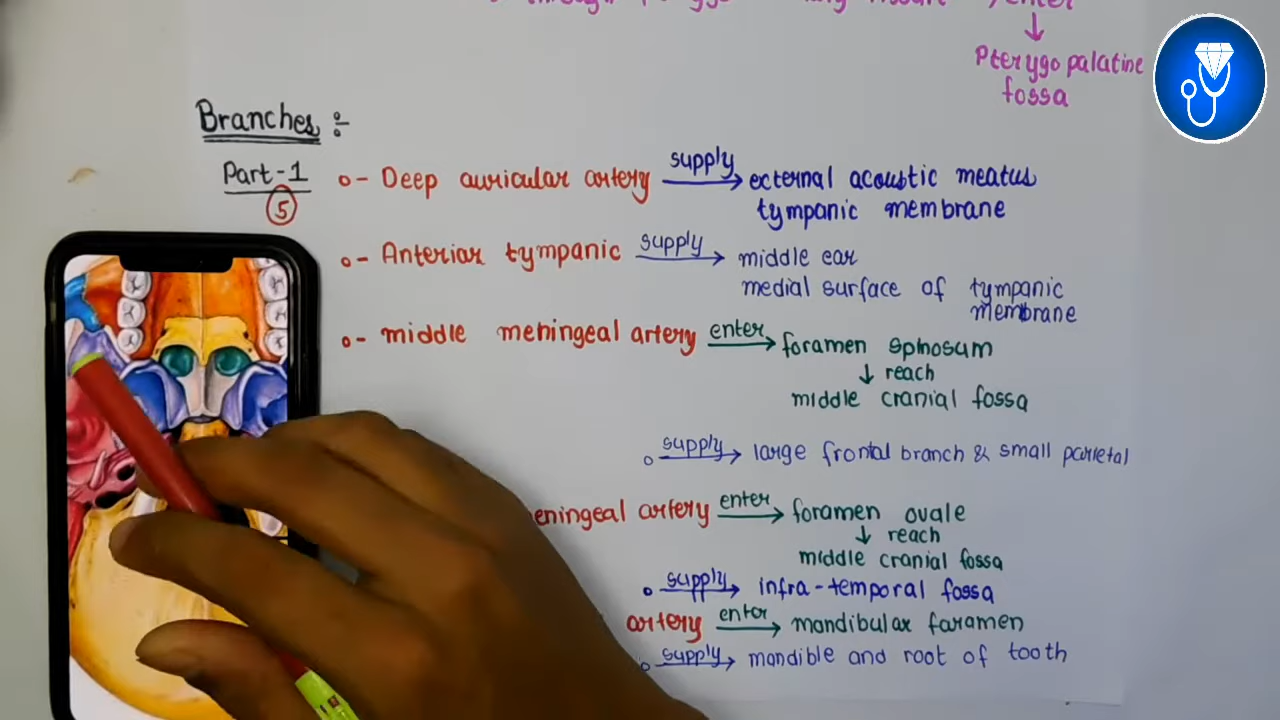 through
enter
Pterygo palatine
fossa
Branches :-
Part-1
5
Deep auricular artery supply external acoustic meatus
tympanic membrane
Anterior tympanic supply middle ear
medial surface of tympanic
membrane
middle meningeal artery enter foramen spinosum
reach
middle cranial fossa
supply large frontal branch & small parietal
eningeal artery enter foramen ovale
reach
middle cranial fossa
supply infra-temporal fossa
artery enter mandibular faramen
supply mandible and root of tooth